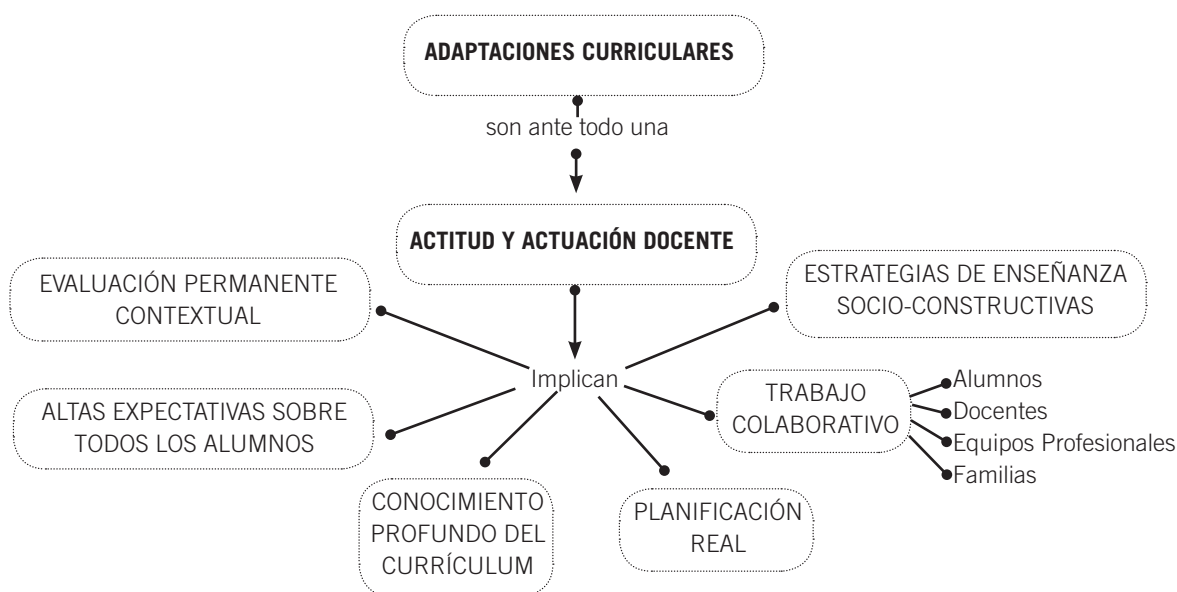 ADAPTACIONES CURRICULARES
son ante todo una
ACTITUD Y ACTUACIÓN DOCENTE
EVALUACIÓN PERMANENTE
CONTEXTUAL
ESTRATEGIAS DE ENSEÑANZA
SOCIO-CONSTRUCTIVAS
Implican
ALTAS EXPECTATIVAS SOBRE
TODOS LOS ALUMNOS
TRABAJO
COLABORATIVO
Alumnos
Docentes
Equipos Profesionales
Familias
CONOCIMIENTO
PROFUNDO DEL
CURRÍCULUM
PLANIFICACIÓN
REAL